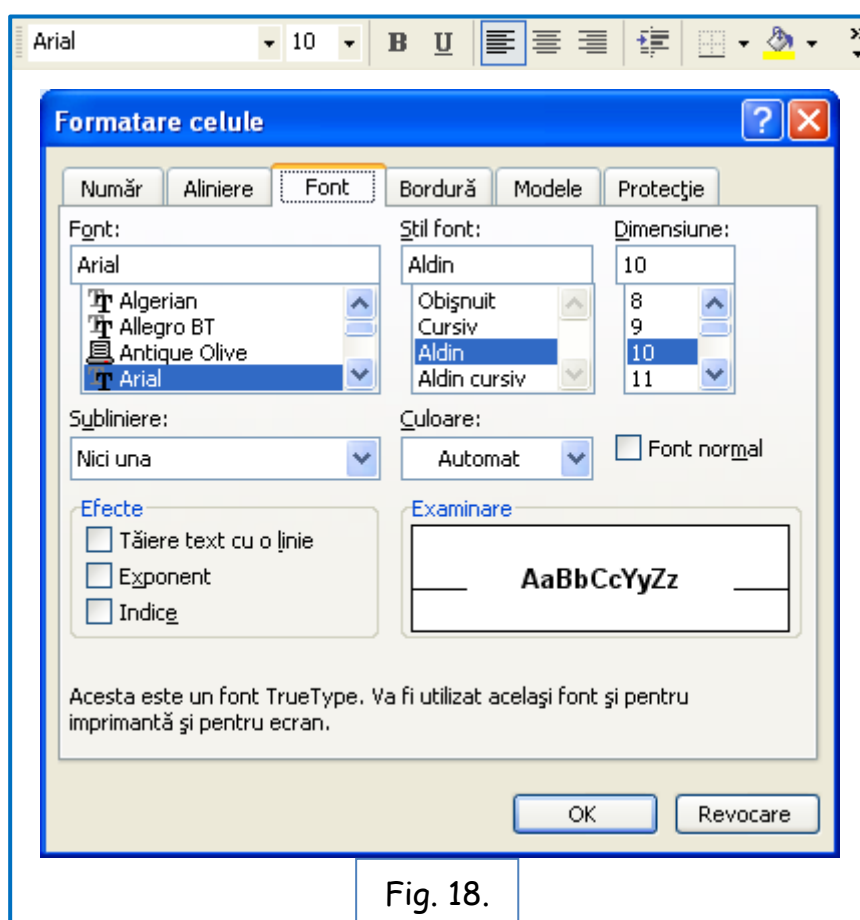 Arial 10 B U
Formatare celule
Număr Aliniere Font Bordură Modele Protecţie
Font: Stil font: Dimensiune:
Arial Aldin 10
Algerian Obişnuit 8
Allegro BT Cursiv 9
Antique Olive Aldin 10
Arial Aldin cursiv 11
Subliniere: Culoare:
Nici una Automat Font normal
Efecte Examinare
Tăiere text cu o linie
Exponent AaBbCcYyZz
Indice
Acesta este un font TrueType. Va fi utilizat acelaşi font şi pentru
imprimantă şi pentru ecran.
OK Revocare
Fig. 18.